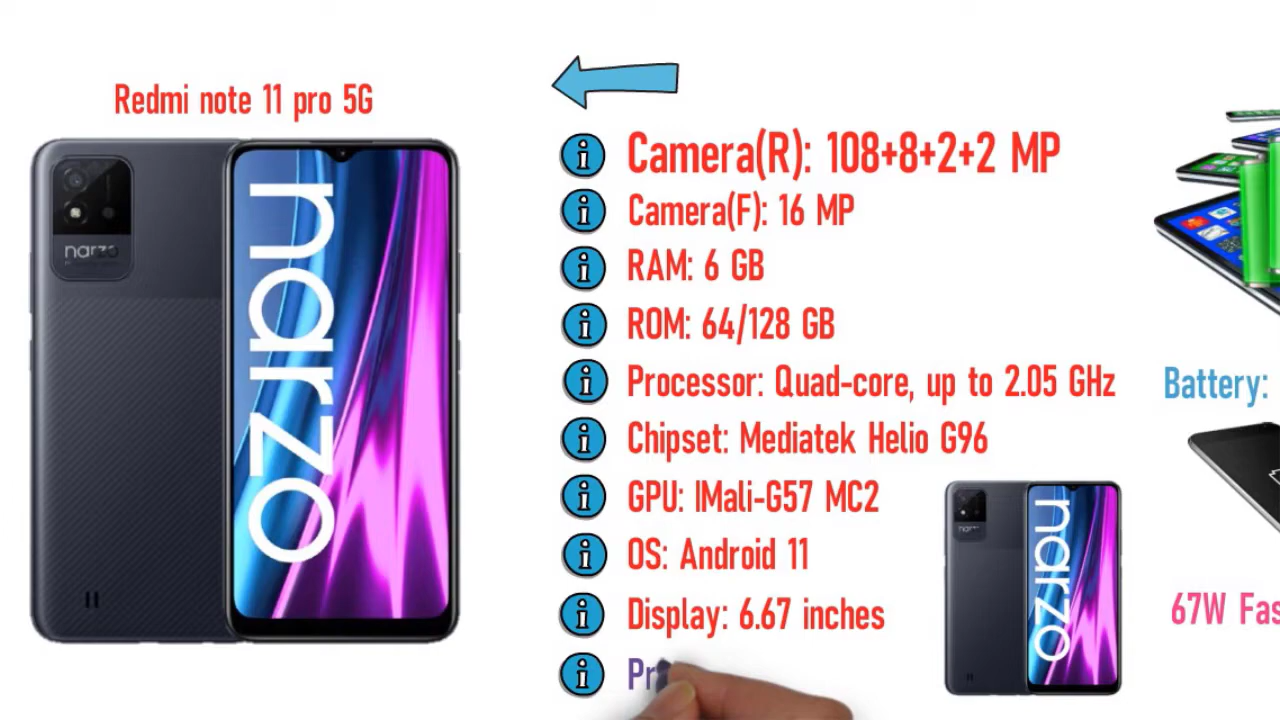 Redmi note 11 pro 5G
narzo
narzo
Camera(R): 108+8+2+2 MP
Camera(F): 16 MP
RAM: 6 GB
ROM: 64/128 GB
Processor: Quad-core, up to 2.05 GHz
Chipset: Mediatek Helio G96
GPU: IMali-G57 MC2
OS: Android 11
Display: 6.67 inches
Pr
narzo
narzo
Battery:
67W Fas